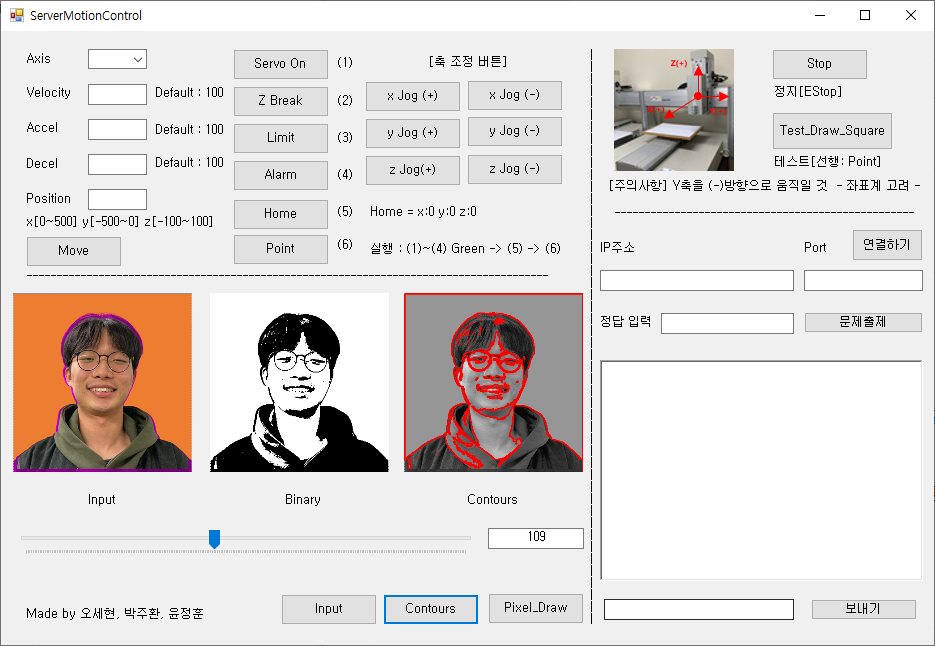 ServerMotionControl
Axis
Velocity
Default : 100
Accel
Default : 100
Decel
Default : 100
Position
x[0~500] y[-500~0] z[-100~100]
Move
Servo On
(1)
Z Break
(2)
Limit
(3)
Alarm
(4)
Home
(5)
Point
(6)
[축 조정 버튼]
x Jog (+)
x Jog (-)
y Jog (+)
y Jog (-)
z Jog(+)
z Jog (-)
Home = x:0 y:0 z:0
실행 : (1)~(4) Green -> (5) -> (6)
Z(+)
Stop
정지[EStop]
Test_Draw_Square
테스트[선행: Point]
[주의사항] Y축을 (-)방향으로 움직일 것 - 좌표계 고려 -
IP주소
Port
연결하기
정답 입력
문제출제
Input
Binary
Contours
109
Made by 오세현, 박주환, 윤정훈
Input
Contours
Pixel_Draw
보내기